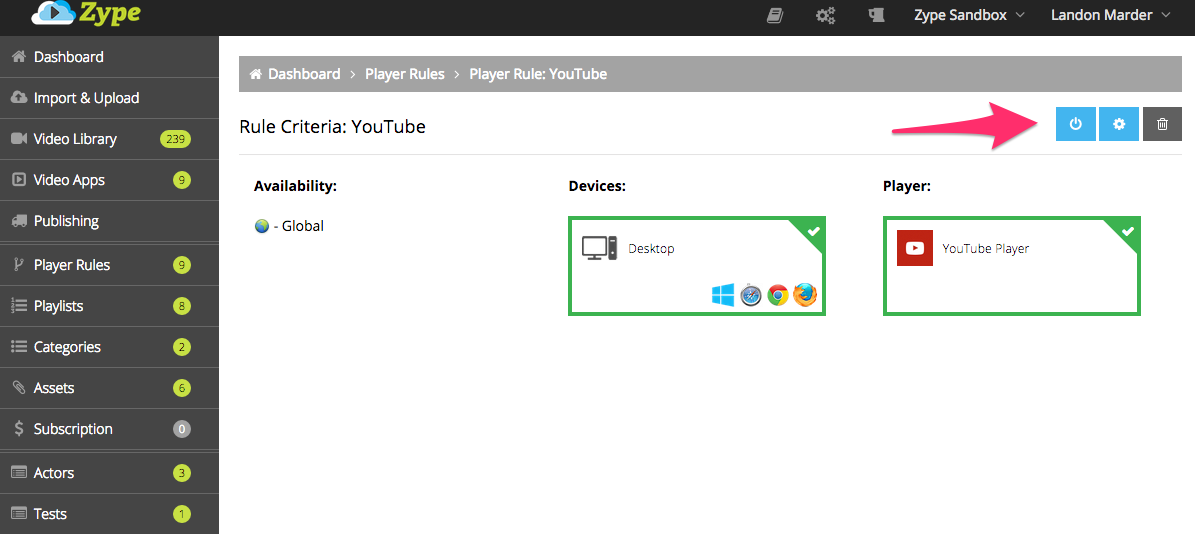 Zype
Zype Sandbox
Landon Marder
Dashboard
Import & Upload
Video Library 239
Video Apps 9
Publishing
Player Rules 9
Playlists 8
Categories 2
Assets 6
Subscription 0
Actors 3
Tests 1
Dashboard > Player Rules > Player Rule: YouTube
Rule Criteria: YouTube
Availability:
- Global
Devices:
Desktop
Player:
YouTube Player